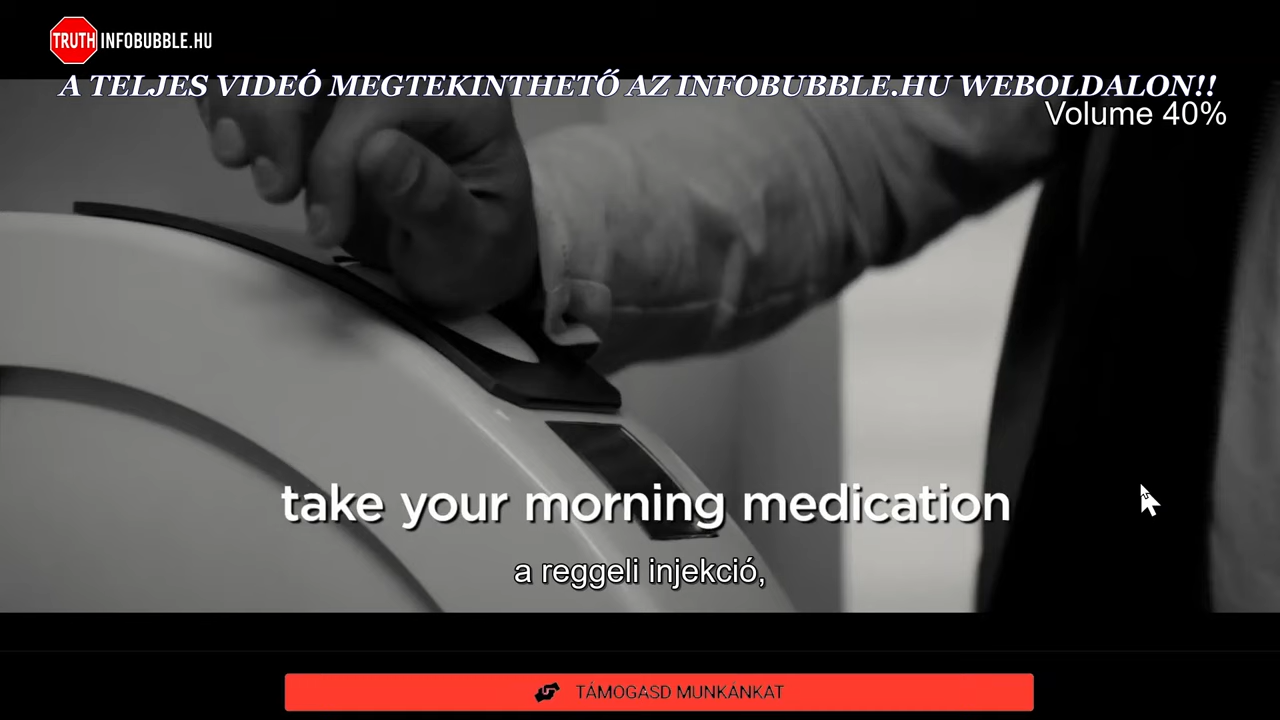 TRUTH INFOBUBBLE.HU
A TELJES VIDEÓ MEGTEKINTHETŐ AZ INFOBUBBLE.HU WEBOLDALON!!
Volume 40%
take your morning medication
a reggeli injekció,
TÁMOGASD MUNKÁNKAT